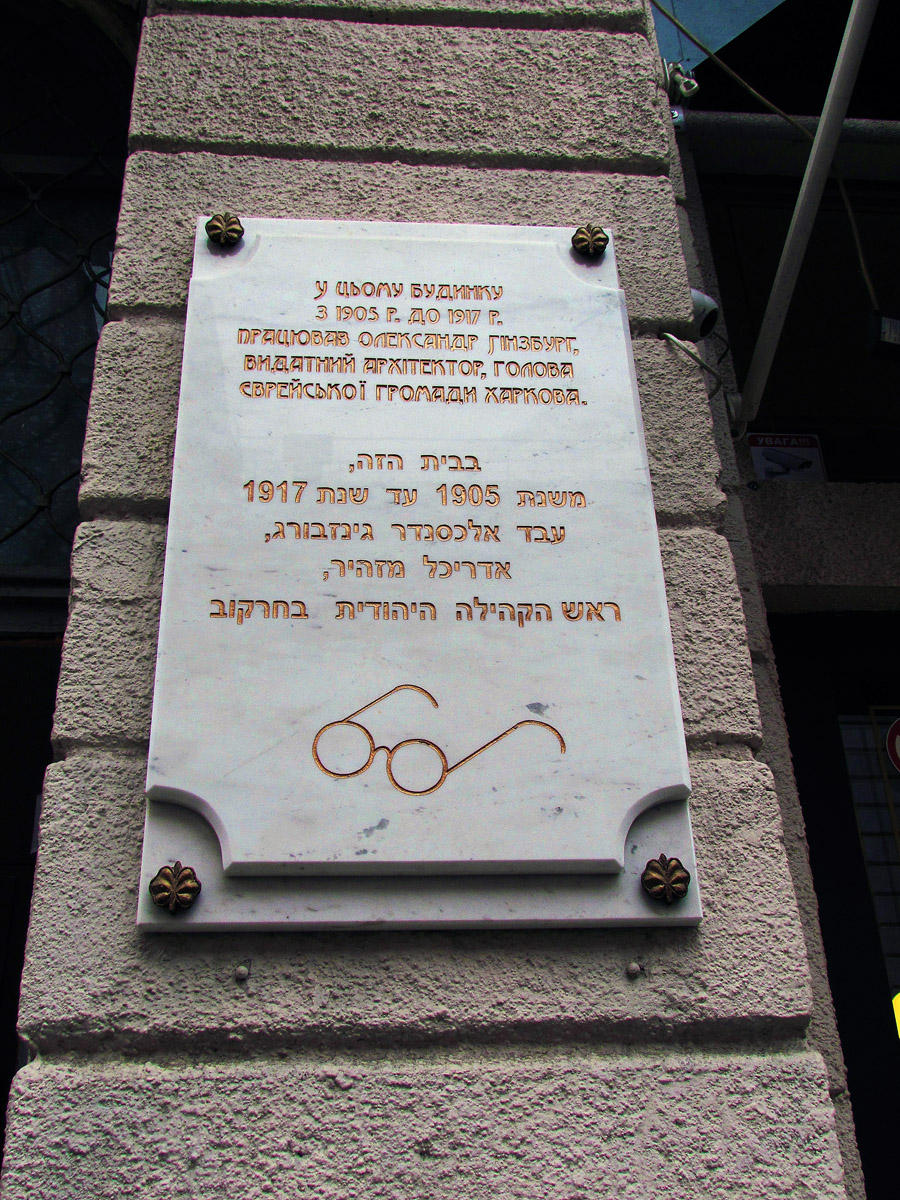 У ЦЬОМУ БУДИНКУ
З 1905 Р. ДО 1917 Р.
ПРАЦЮВАВ ОЛЕКСАНДР ГІНЗБУРГ,
ВИДАТНИЙ АРХІТЕКТОР, ГОЛОВА
ЄВРЕЙСЬКОЇ ГРОМАДИ ХАРКОВА.
בבית הזה,
משנת 1905 עד שנת 1917
עבד אלכסנדר גינזבורג,
אדריכל מזהיר,
ראש הקהילה היהודית בחרקוב
УВАГА!!!